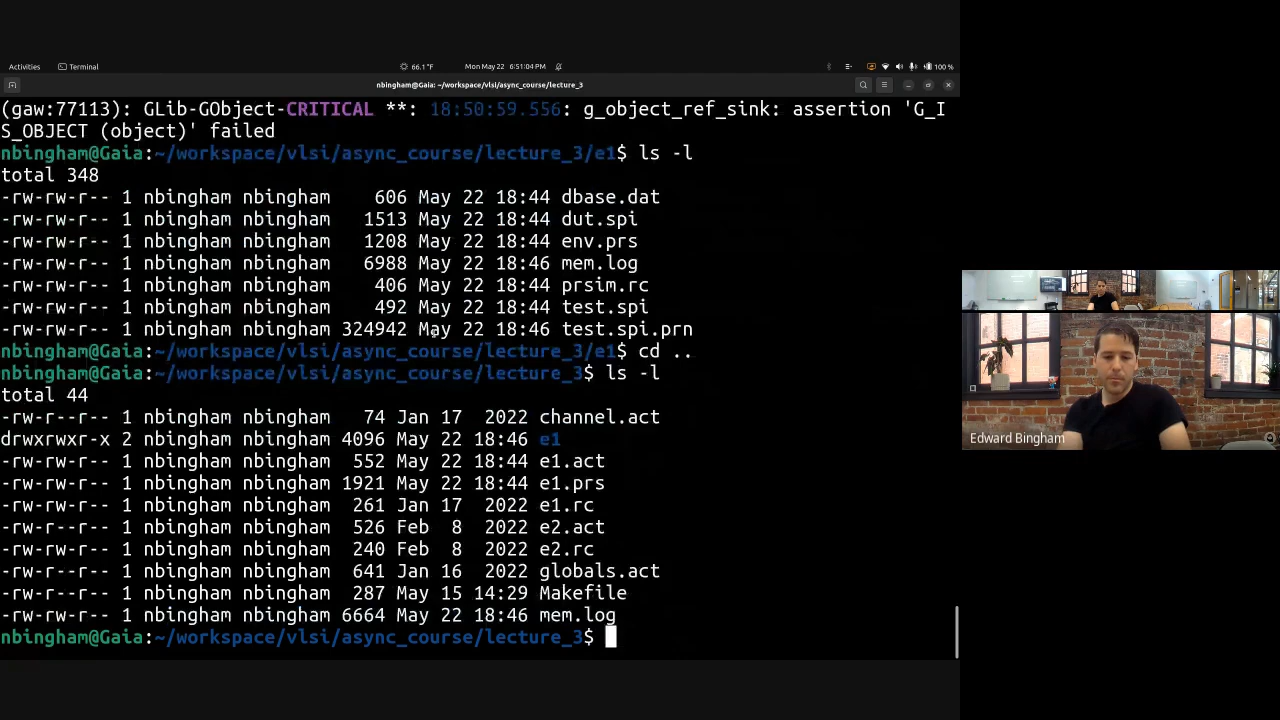 Activities Terminal 66.1 °F Mon May 22 6:51:04 PM 100 %
nbingham@Gaia: ~/workspace/vlsi/async_course/lecture_3
(gaw:77113): GLib-GObject-CRITICAL **: 18:50:59.556: g_object_ref_sink: assertion 'G_I
S_OBJECT (object)' failed
nbingham@Gaia:~/workspace/vlsi/async_course/lecture_3/e1$ ls -l
total 348
-rw-rw-r-- 1 nbingham nbingham 606 May 22 18:44 dbase.dat
-rw-rw-r-- 1 nbingham nbingham 1513 May 22 18:44 dut.spi
-rw-rw-r-- 1 nbingham nbingham 1208 May 22 18:44 env.prs
-rw-rw-r-- 1 nbingham nbingham 6988 May 22 18:46 mem.log
-rw-rw-r-- 1 nbingham nbingham 406 May 22 18:44 prsim.rc
-rw-rw-r-- 1 nbingham nbingham 492 May 22 18:44 test.spi
-rw-rw-r-- 1 nbingham nbingham 324942 May 22 18:46 test.spi.prn
nbingham@Gaia:~/workspace/vlsi/async_course/lecture_3/e1$ cd ..
nbingham@Gaia:~/workspace/vlsi/async_course/lecture_3$ ls -l
total 44
-rw-r--r-- 1 nbingham nbingham 74 Jan 17 2022 channel.act
drwxrwxr-x 2 nbingham nbingham 4096 May 22 18:46 e1
-rw-rw-r-- 1 nbingham nbingham 552 May 22 18:44 e1.act
-rw-rw-r-- 1 nbingham nbingham 1921 May 22 18:44 e1.prs
-rw-r--r-- 1 nbingham nbingham 261 Jan 17 2022 e1.rc
-rw-r--r-- 1 nbingham nbingham 526 Feb 8 2022 e2.act
-rw-r--r-- 1 nbingham nbingham 240 Feb 8 2022 e2.rc
-rw-r--r-- 1 nbingham nbingham 641 Jan 16 2022 globals.act
-rw-r--r-- 1 nbingham nbingham 287 May 15 14:29 Makefile
-rw-rw-r-- 1 nbingham nbingham 6664 May 22 18:46 mem.log
nbingham@Gaia:~/workspace/vlsi/async_course/lecture_3$
Edward Bingham